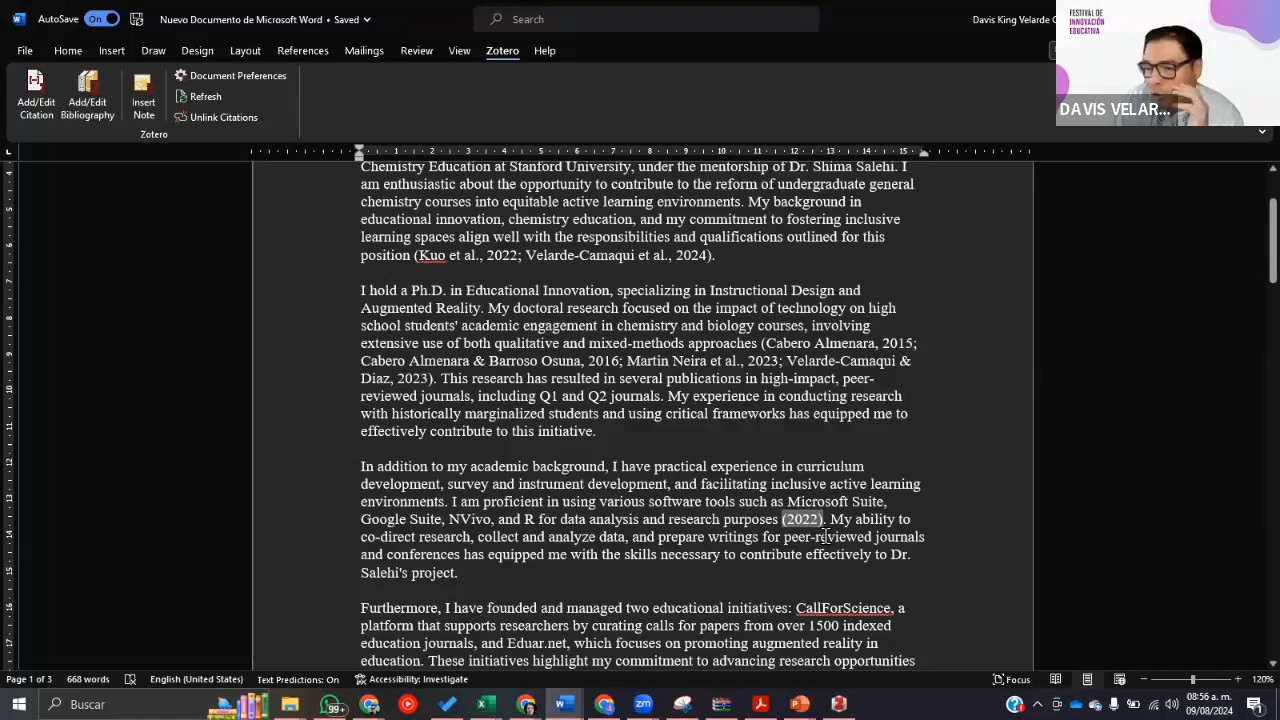 AutoSave On Nuevo Documento de Microsoft Word • Saved Search Davis King Velarde C
FESTIVAL DE
INNOVACIÓN
EDUCATIVA
File Home Insert Draw Design Layout References Mailings Review View Zotero Help
Add/Edit
Citation
Add/Edit
Bibliography
Insert
Note
Document Preferences
Refresh
Unlink Citations
Zotero
DAVIS VELAR...
1 2 3 4 5 6 7 8 9 10 11 12 13 14 15
Chemistry Education at Stanford University, under the mentorship of Dr. Shima Salehi. I
am enthusiastic about the opportunity to contribute to the reform of undergraduate general
chemistry courses into equitable active learning environments. My background in
educational innovation, chemistry education, and my commitment to fostering inclusive
learning spaces align well with the responsibilities and qualifications outlined for this
position (Kuo et al., 2022; Velarde-Camaqui et al., 2024).
I hold a Ph.D. in Educational Innovation, specializing in Instructional Design and
Augmented Reality. My doctoral research focused on the impact of technology on high
school students' academic engagement in chemistry and biology courses, involving
extensive use of both qualitative and mixed-methods approaches (Cabero Almenara, 2015;
Cabero Almenara & Barroso Osuna, 2016; Martin Neira et al., 2023; Velarde-Camaqui &
Diaz, 2023). This research has resulted in several publications in high-impact, peer-
reviewed journals, including Q1 and Q2 journals. My experience in conducting research
with historically marginalized students and using critical frameworks has equipped me to
effectively contribute to this initiative.
In addition to my academic background, I have practical experience in curriculum
development, survey and instrument development, and facilitating inclusive active learning
environments. I am proficient in using various software tools such as Microsoft Suite,
Google Suite, NVivo, and R for data analysis and research purposes (2022). My ability to
co-direct research, collect and analyze data, and prepare writings for peer-reviewed journals
and conferences has equipped me with the skills necessary to contribute effectively to Dr.
Salehi's project.
Furthermore, I have founded and managed two educational initiatives: CallForScience, a
platform that supports researchers by curating calls for papers from over 1500 indexed
education journals, and Eduar.net, which focuses on promoting augmented reality in
education. These initiatives highlight my commitment to advancing research opportunities
Page 1 of 3 668 words English (United States) Text Predictions: On Accessibility: Investigate Focus 120%
Buscar 99+ 08:56 a. m.
09/08/2024